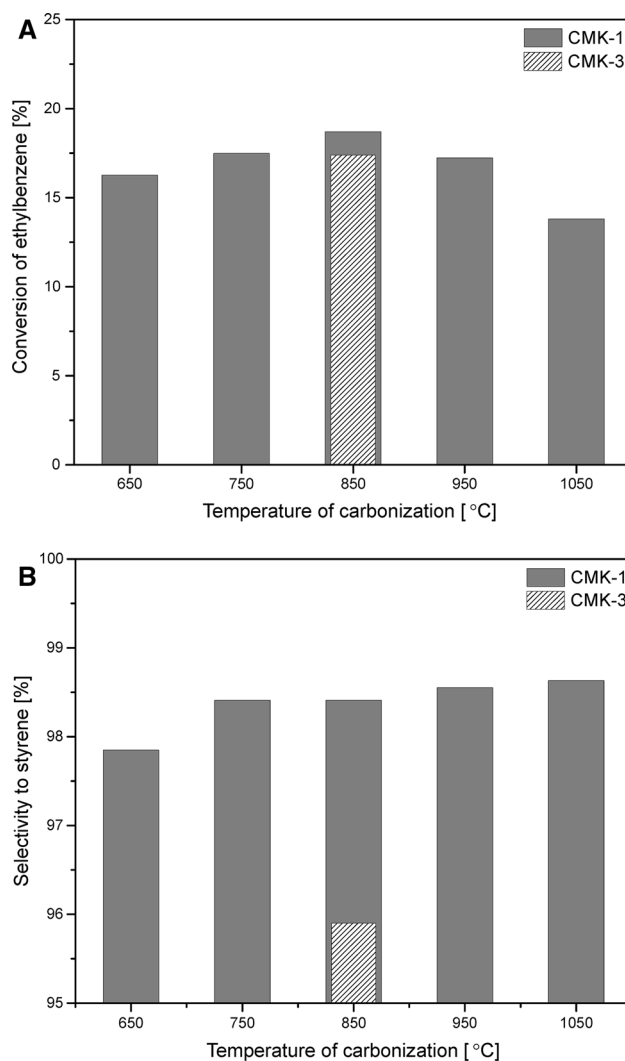 A
CMK-1
CMK-3
Conversion of ethylbenzene [%]
25
20
15
10
5
0
650 750 850 950 1050
Temperature of carbonization [ °C]
B
CMK-1
CMK-3
Selectivity to styrene [%]
100
99
98
97
96
95
650 750 850 950 1050
Temperature of carbonization [ °C]